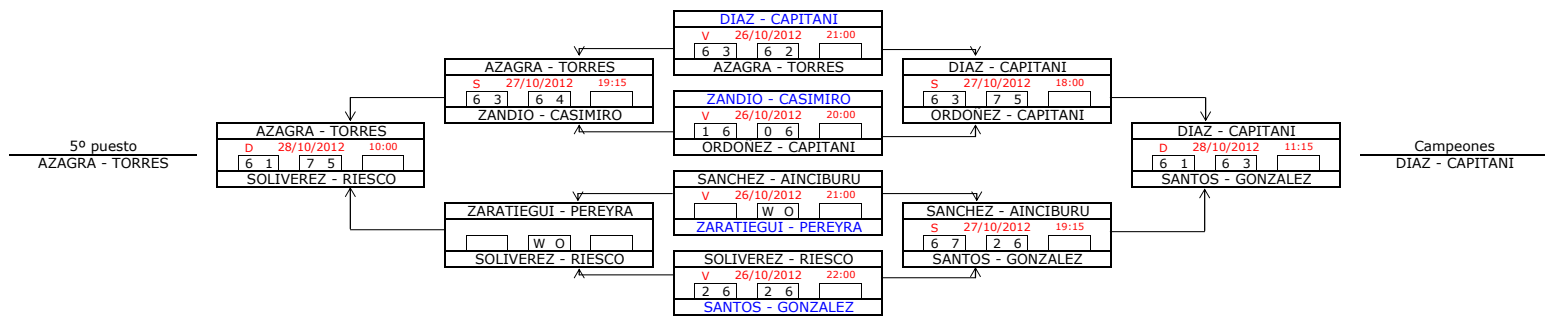 DIAZ - CAPITANI
V 26/10/2012 21:00
6 3 6 2
AZAGRA - TORRES
AZAGRA - TORRES
S 27/10/2012 19:15
6 3 6 4
ZANDIO - CASIMIRO
DIAZ - CAPITANI
S 27/10/2012 18:00
6 3 7 5
ORDOÑEZ - CAPITANI
ZANDIO - CASIMIRO
V 26/10/2012 20:00
1 6 0 6
ORDOÑEZ - CAPITANI
5º puesto
AZAGRA - TORRES
AZAGRA - TORRES
D 28/10/2012 10:00
6 1 7 5
SOLIVEREZ - RIESCO
DIAZ - CAPITANI
D 28/10/2012 11:15
6 1 6 3
SANTOS - GONZALEZ
Campeones
DIAZ - CAPITANI
SANCHEZ - AINCIBURU
V 26/10/2012 21:00
W O
ZARATIEGUI - PEREYRA
ZARATIEGUI - PEREYRA
W O
SOLIVEREZ - RIESCO
SANCHEZ - AINCIBURU
S 27/10/2012 19:15
6 7 2 6
SANTOS - GONZALEZ
SOLIVEREZ - RIESCO
V 26/10/2012 22:00
2 6 2 6
SANTOS - GONZALEZ